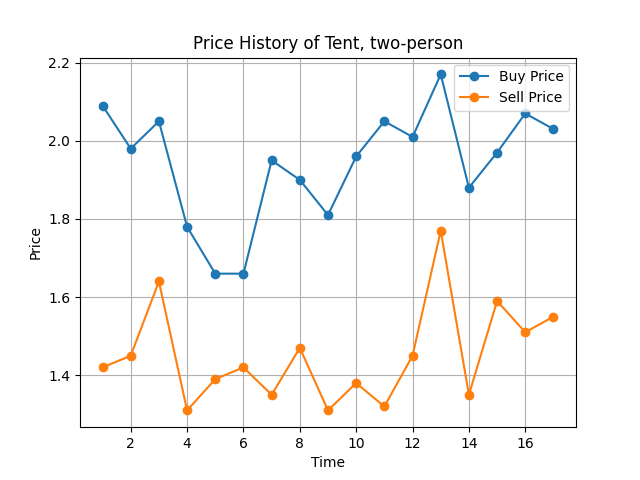 Price History of Tent, two-person
Buy Price
Sell Price
2.2
2.0
1.8
1.6
1.4
Price
2 4 6 8 10 12 14 16
Time